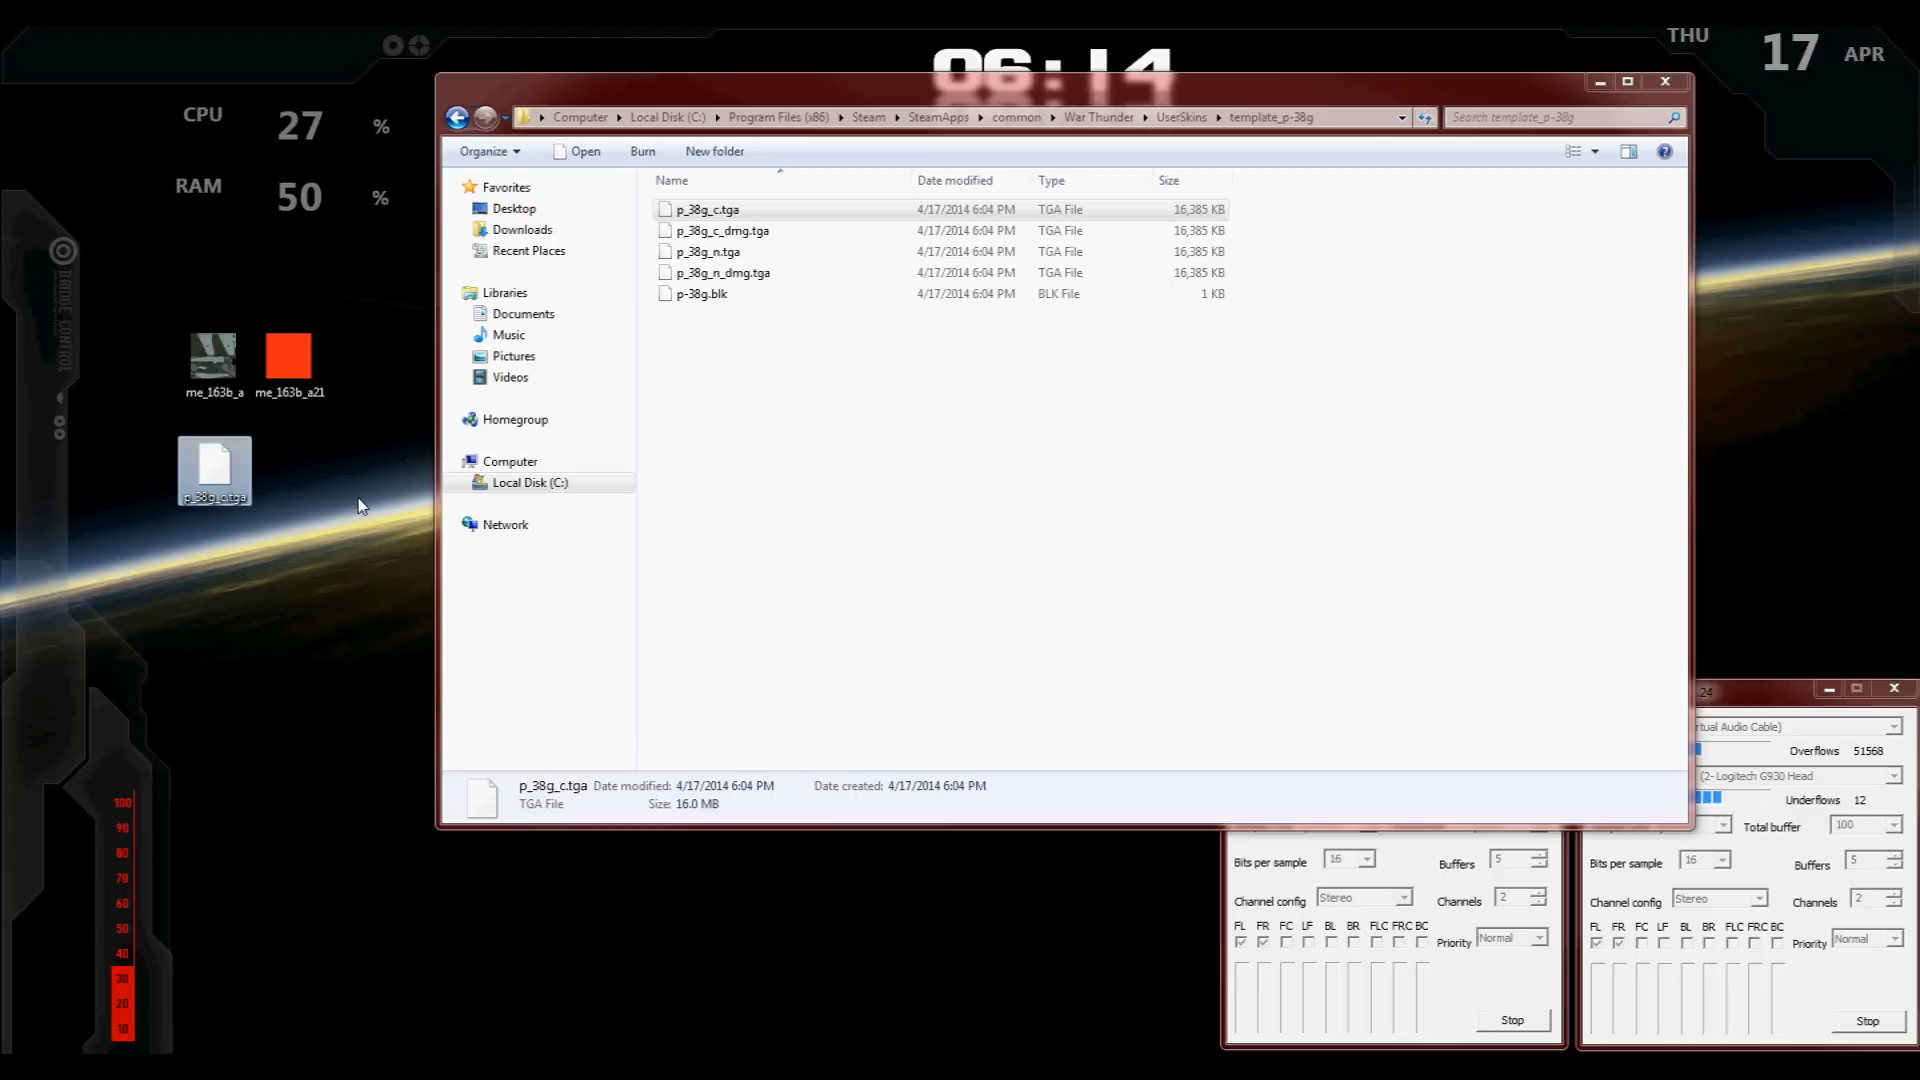 THU 17 APR
06:14
CPU 27 %
RAM 50 %
BRIDGE CONTROL
me_163b_a
me_163b_a21
p_38g_c.tga
100
90
80
70
60
50
40
30
20
10
Computer Local Disk (C:) Program Files (x86) Steam SteamApps common War Thunder UserSkins template_p-38g
Search template_p-38g
Organize Open Burn New folder
Favorites
Desktop
Downloads
Recent Places
Libraries
Documents
Music
Pictures
Videos
Homegroup
Computer
Local Disk (C:)
Network
Name Date modified Type Size
p_38g_c.tga 4/17/2014 6:04 PM TGA File 16,385 KB
p_38g_c_dmg.tga 4/17/2014 6:04 PM TGA File 16,385 KB
p_38g_n.tga 4/17/2014 6:04 PM TGA File 16,385 KB
p_38g_n_dmg.tga 4/17/2014 6:04 PM TGA File 16,385 KB
p-38g.blk 4/17/2014 6:04 PM BLK File 1 KB
p_38g_c.tga Date modified: 4/17/2014 6:04 PM Date created: 4/17/2014 6:04 PM
TGA File Size: 16.0 MB
Bits per sample 16 Buffers 5
Channel config Stereo Channels 2
FL FR FC LF BL BR FLC FRC BC
Priority Normal
Stop
.24
rtual Audio Cable)
Overflows 51568
(2- Logitech G930 Head
Underflows 12
Total buffer 100
Bits per sample 16 Buffers 5
Channel config Stereo Channels 2
FL FR FC LF BL BR FLC FRC BC
Priority Normal
Stop